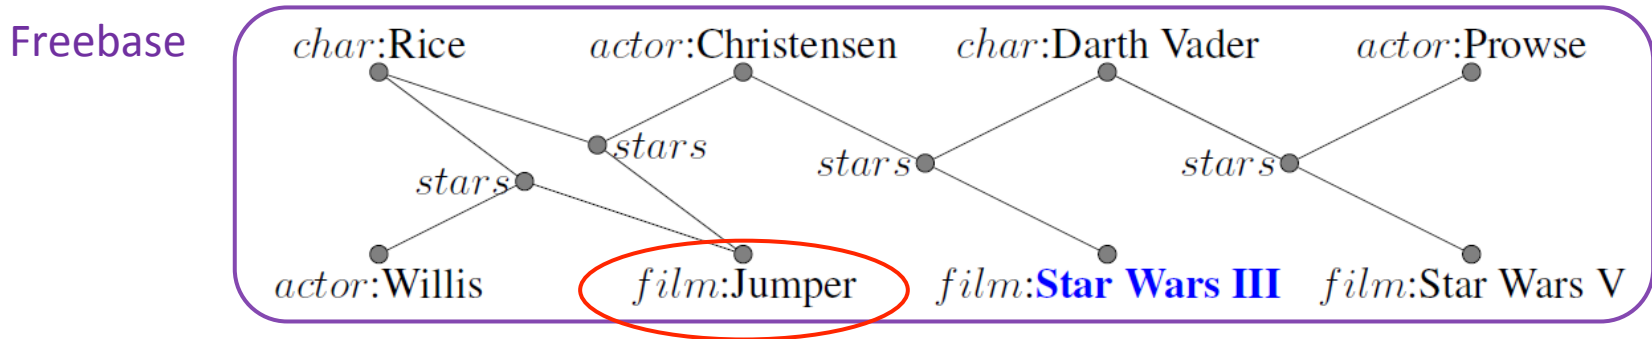 Freebase
char:Rice actor:Christensen char:Darth Vader actor:Prowse
stars
stars stars
stars
actor:Willis film:Jumper film:Star Wars III film:Star Wars V